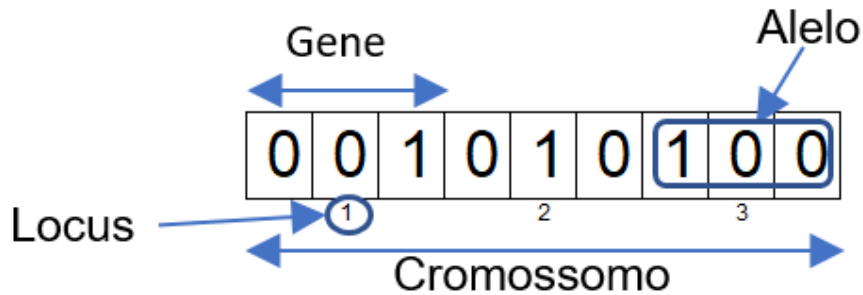 Alelo
Gene
0 0 1 0 1 0 1 0 0
1 2 3
Locus
Cromossomo